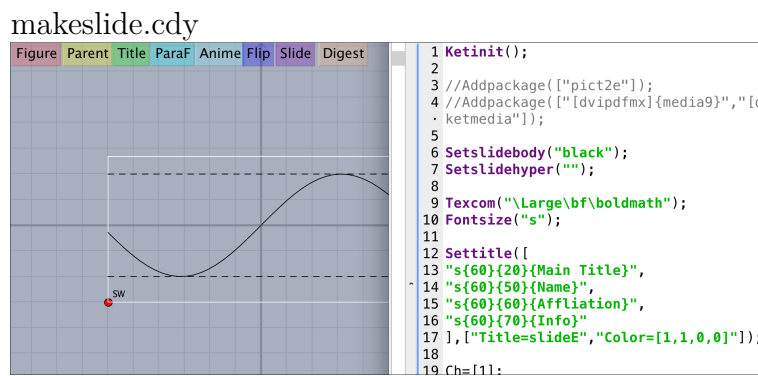 makeslide.cdy
Figure Parent Title ParaF Anime Flip Slide Digest
SW
1 Ketinit();
2
3 //Addpackage(["pict2e"]);
4 //Addpackage(["[dvipdfmx]{media9}","[
· ketmedia"]);
5
6 Setslidebody("black");
7 Setslidehyper("");
8
9 Texcom("\Large\bf\boldmath");
10 Fontsize("s");
11
12 Settitle([
13 "s{60}{20}{Main Title}",
14 "s{60}{50}{Name}",
15 "s{60}{60}{Affliation}",
16 "s{60}{70}{Info}"
17 ],["Title=slideE","Color=[1,1,0,0]"]);
18
19 Ch=[1];